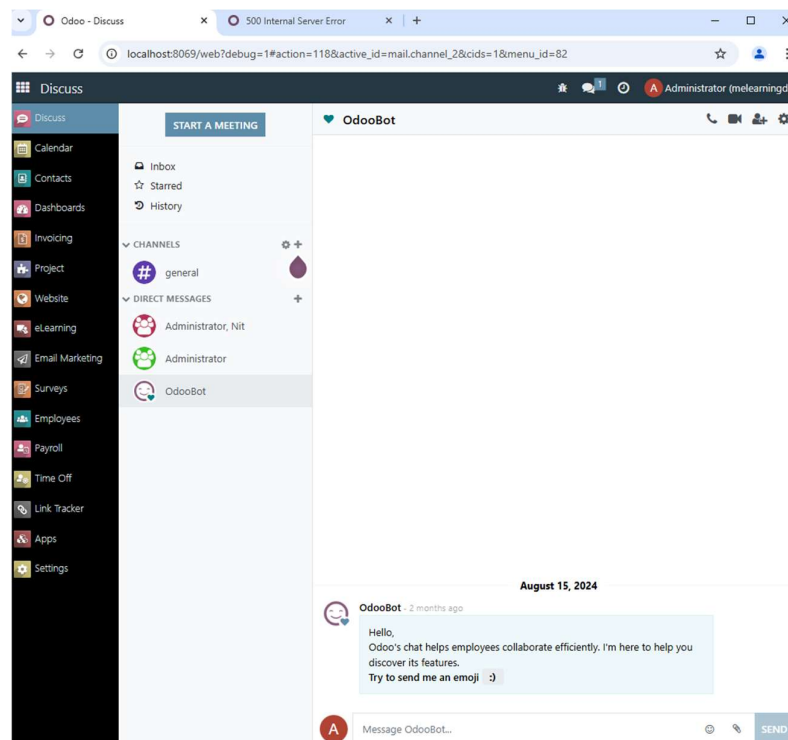 Odoo - Discuss
500 Internal Server Error
localhost:8069/web?debug=1#action=118&active_id=mail.channel_2&cids=1&menu_id=82
Discuss
1
A Administrator (melearningd
Discuss
Calendar
Contacts
Dashboards
Invoicing
Project
Website
eLearning
Email Marketing
Surveys
Employees
Payroll
Time Off
Link Tracker
Apps
Settings
START A MEETING
Inbox
Starred
History
CHANNELS
# general
DIRECT MESSAGES
Administrator, Nit
Administrator
OdooBot
OdooBot
August 15, 2024
OdooBot - 2 months ago
Hello,
Odoo's chat helps employees collaborate efficiently. I'm here to help you
discover its features.
Try to send me an emoji :)
A
Message OdooBot...
SEND